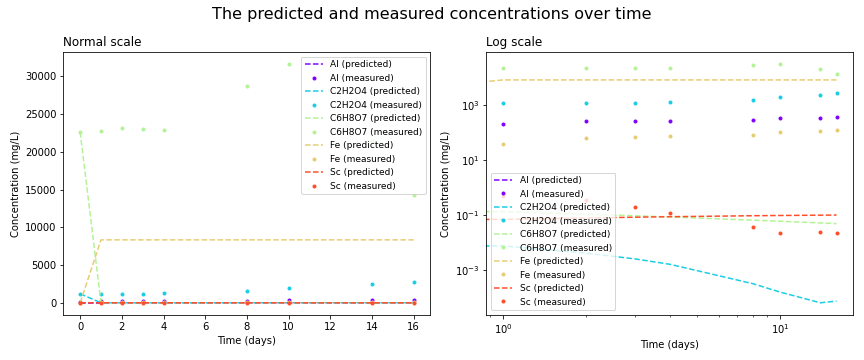 The predicted and measured concentrations over time
Normal scale
Concentration (mg/L)
30000
25000
20000
15000
10000
5000
0
0
2
4
6
8
10
12
14
16
Time (days)
Al (predicted)
Al (measured)
C2H2O4 (predicted)
C2H2O4 (measured)
C6H8O7 (predicted)
C6H8O7 (measured)
Fe (predicted)
Fe (measured)
Sc (predicted)
Sc (measured)
Log scale
Concentration (mg/L)
10³
10¹
10⁻¹
10⁻³
10⁰
10¹
Time (days)
Al (predicted)
Al (measured)
C2H2O4 (predicted)
C2H2O4 (measured)
C6H8O7 (predicted)
C6H8O7 (measured)
Fe (predicted)
Fe (measured)
Sc (predicted)
Sc (measured)